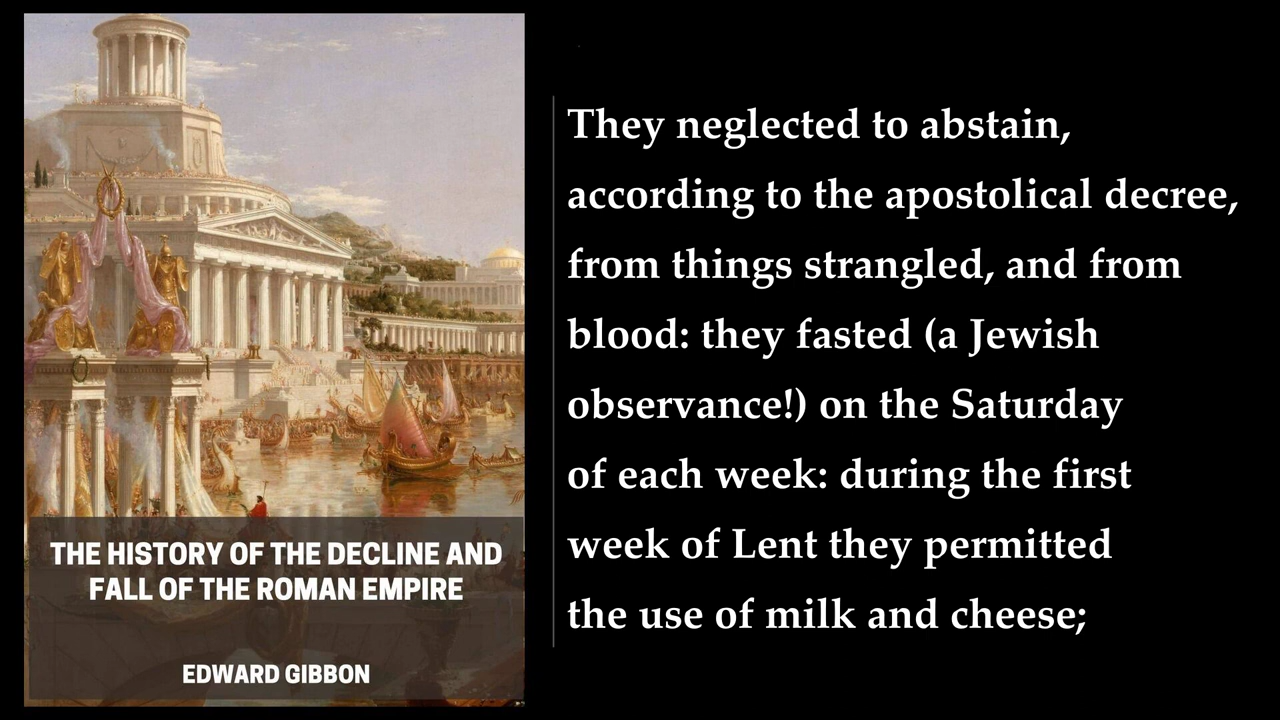 THE HISTORY OF THE DECLINE AND
FALL OF THE ROMAN EMPIRE
EDWARD GIBBON
They neglected to abstain,
according to the apostolical decree,
from things strangled, and from
blood: they fasted (a Jewish
observance!) on the Saturday
of each week: during the first
week of Lent they permitted
the use of milk and cheese;